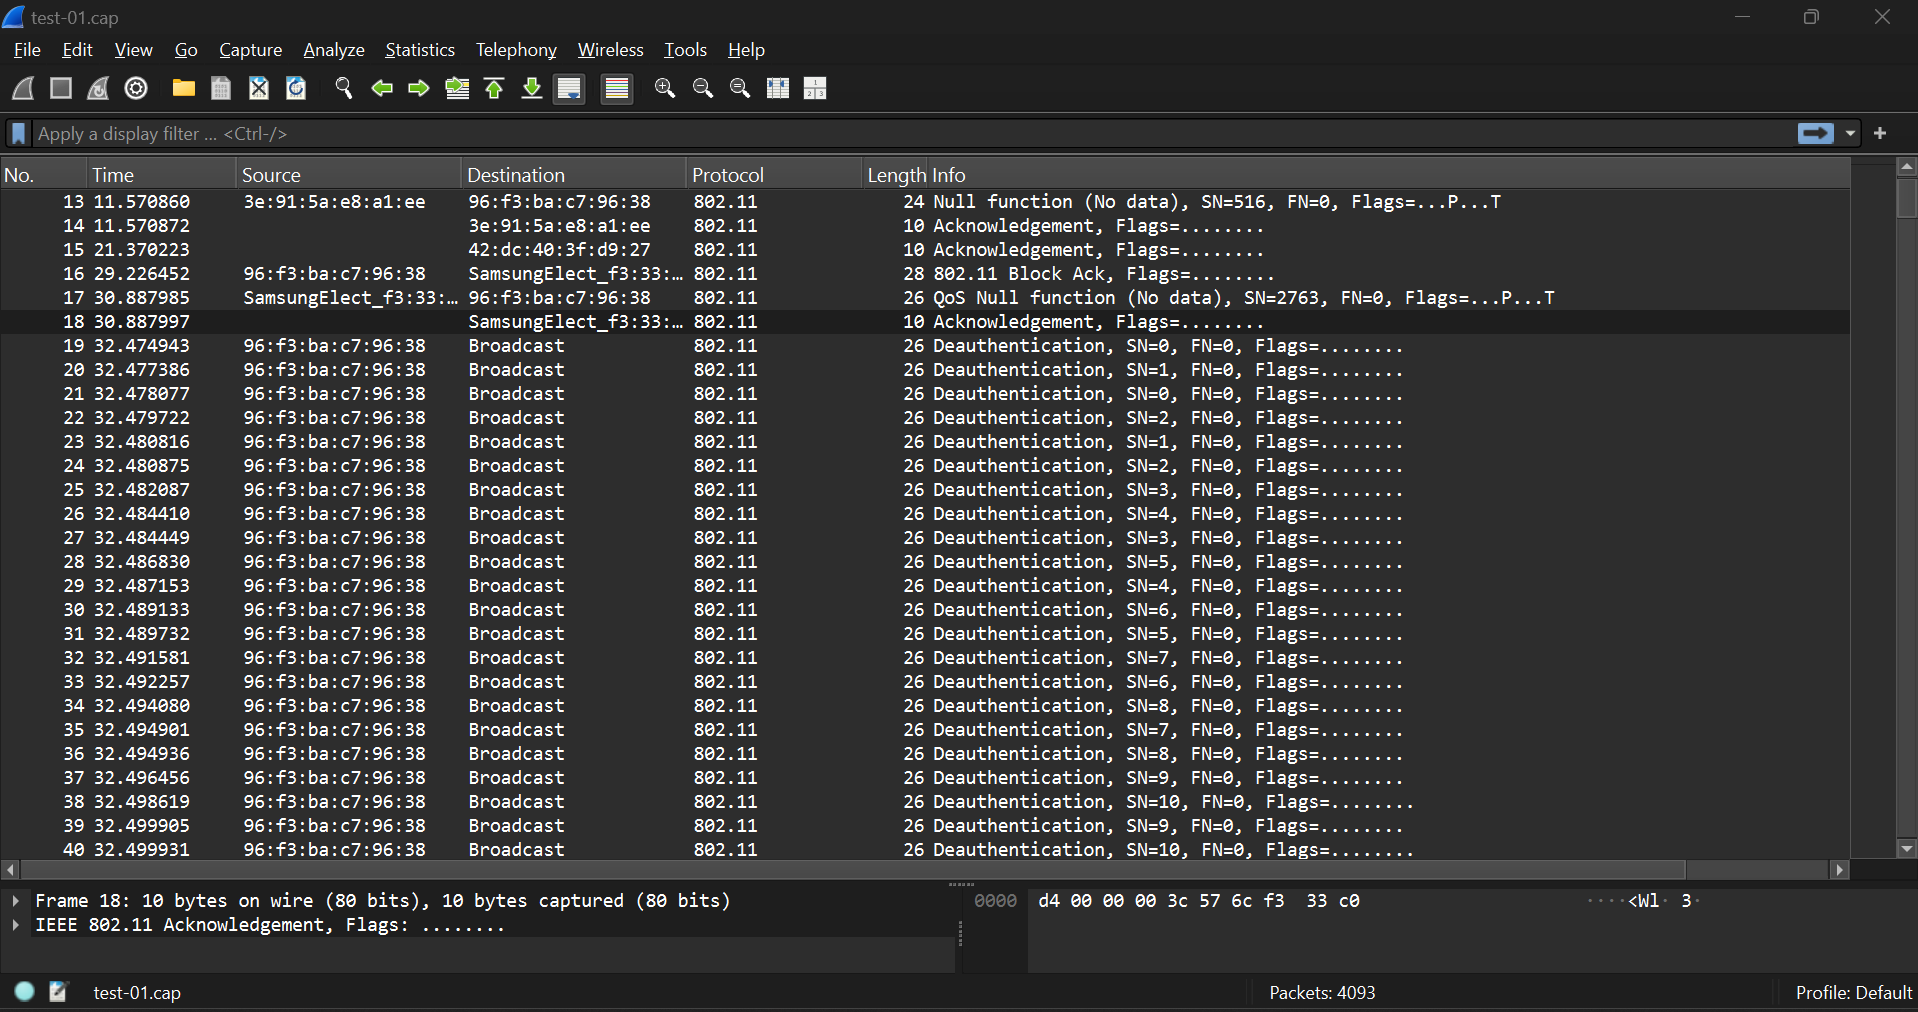 test-01.cap
File Edit View Go Capture Analyze Statistics Telephony Wireless Tools Help
Apply a display filter ... <Ctrl-/>
No. Time Source Destination Protocol Length Info
13 11.570860 3e:91:5a:e8:a1:ee 96:f3:ba:c7:96:38 802.11 24 Null function (No data), SN=516, FN=0, Flags=...P...T
14 11.570872 3e:91:5a:e8:a1:ee 802.11 10 Acknowledgement, Flags=........
15 21.370223 42:dc:40:3f:d9:27 802.11 10 Acknowledgement, Flags=........
16 29.226452 96:f3:ba:c7:96:38 SamsungElect_f3:33:… 802.11 28 802.11 Block Ack, Flags=........
17 30.887985 SamsungElect_f3:33:… 96:f3:ba:c7:96:38 802.11 26 QoS Null function (No data), SN=2763, FN=0, Flags=...P...T
18 30.887997 SamsungElect_f3:33:… 802.11 10 Acknowledgement, Flags=........
19 32.474943 96:f3:ba:c7:96:38 Broadcast 802.11 26 Deauthentication, SN=0, FN=0, Flags=........
20 32.477386 96:f3:ba:c7:96:38 Broadcast 802.11 26 Deauthentication, SN=1, FN=0, Flags=........
21 32.478077 96:f3:ba:c7:96:38 Broadcast 802.11 26 Deauthentication, SN=0, FN=0, Flags=........
22 32.479722 96:f3:ba:c7:96:38 Broadcast 802.11 26 Deauthentication, SN=2, FN=0, Flags=........
23 32.480816 96:f3:ba:c7:96:38 Broadcast 802.11 26 Deauthentication, SN=1, FN=0, Flags=........
24 32.480875 96:f3:ba:c7:96:38 Broadcast 802.11 26 Deauthentication, SN=2, FN=0, Flags=........
25 32.482087 96:f3:ba:c7:96:38 Broadcast 802.11 26 Deauthentication, SN=3, FN=0, Flags=........
26 32.484410 96:f3:ba:c7:96:38 Broadcast 802.11 26 Deauthentication, SN=4, FN=0, Flags=........
27 32.484449 96:f3:ba:c7:96:38 Broadcast 802.11 26 Deauthentication, SN=3, FN=0, Flags=........
28 32.486830 96:f3:ba:c7:96:38 Broadcast 802.11 26 Deauthentication, SN=5, FN=0, Flags=........
29 32.487153 96:f3:ba:c7:96:38 Broadcast 802.11 26 Deauthentication, SN=4, FN=0, Flags=........
30 32.489133 96:f3:ba:c7:96:38 Broadcast 802.11 26 Deauthentication, SN=6, FN=0, Flags=........
31 32.489732 96:f3:ba:c7:96:38 Broadcast 802.11 26 Deauthentication, SN=5, FN=0, Flags=........
32 32.491581 96:f3:ba:c7:96:38 Broadcast 802.11 26 Deauthentication, SN=7, FN=0, Flags=........
33 32.492257 96:f3:ba:c7:96:38 Broadcast 802.11 26 Deauthentication, SN=6, FN=0, Flags=........
34 32.494080 96:f3:ba:c7:96:38 Broadcast 802.11 26 Deauthentication, SN=8, FN=0, Flags=........
35 32.494901 96:f3:ba:c7:96:38 Broadcast 802.11 26 Deauthentication, SN=7, FN=0, Flags=........
36 32.494936 96:f3:ba:c7:96:38 Broadcast 802.11 26 Deauthentication, SN=8, FN=0, Flags=........
37 32.496456 96:f3:ba:c7:96:38 Broadcast 802.11 26 Deauthentication, SN=9, FN=0, Flags=........
38 32.498619 96:f3:ba:c7:96:38 Broadcast 802.11 26 Deauthentication, SN=10, FN=0, Flags=........
39 32.499905 96:f3:ba:c7:96:38 Broadcast 802.11 26 Deauthentication, SN=9, FN=0, Flags=........
40 32.499931 96:f3:ba:c7:96:38 Broadcast 802.11 26 Deauthentication, SN=10, FN=0, Flags=........
Frame 18: 10 bytes on wire (80 bits), 10 bytes captured (80 bits)
IEEE 802.11 Acknowledgement, Flags: ........
0000 d4 00 00 00 3c 57 6c f3 33 c0 ····<Wl· 3·
test-01.cap Packets: 4093 Profile: Default